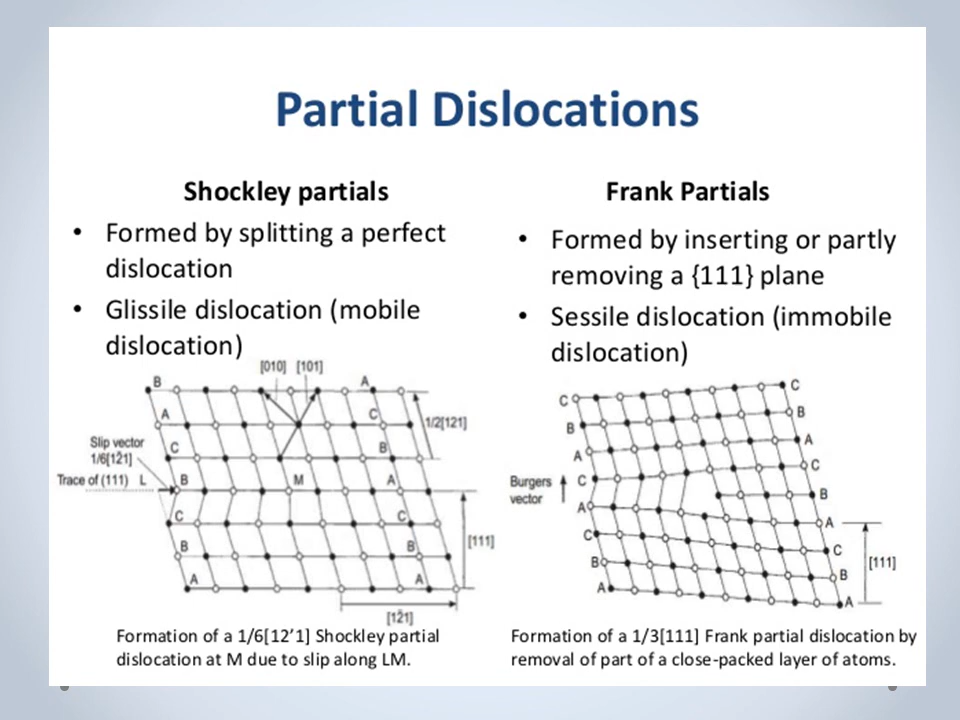 Partial Dislocations
Shockley partials
• Formed by splitting a perfect
dislocation
• Glissile dislocation (mobile
dislocation)
[010] [101]
B
A
A
C
1/2[121]
Slip vector
1/6[121]
C
B
Trace of (111) L
B
M
A
C
C
B
B
[111]
A
A
[121]
Formation of a 1/6[12’1] Shockley partial
dislocation at M due to slip along LM.
Frank Partials
• Formed by inserting or partly
removing a {111} plane
• Sessile dislocation (immobile
dislocation)
C
C
B
B
A
A
Burgers
vector
C
C
B
A
A
C
C
B
B
[111]
A
A
Formation of a 1/3[111] Frank partial dislocation by
removal of part of a close-packed layer of atoms.